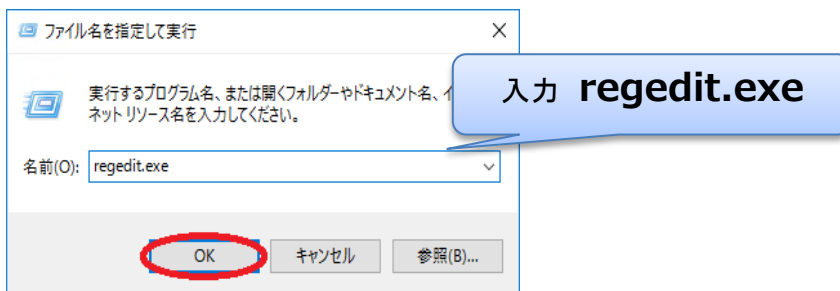 ファイル名を指定して実行
実行するプログラム名、または開くフォルダーやドキュメント名、イ
ネット リソース名を入力してください。
入力 regedit.exe
名前(O): regedit.exe
OK キャンセル 参照(B)...